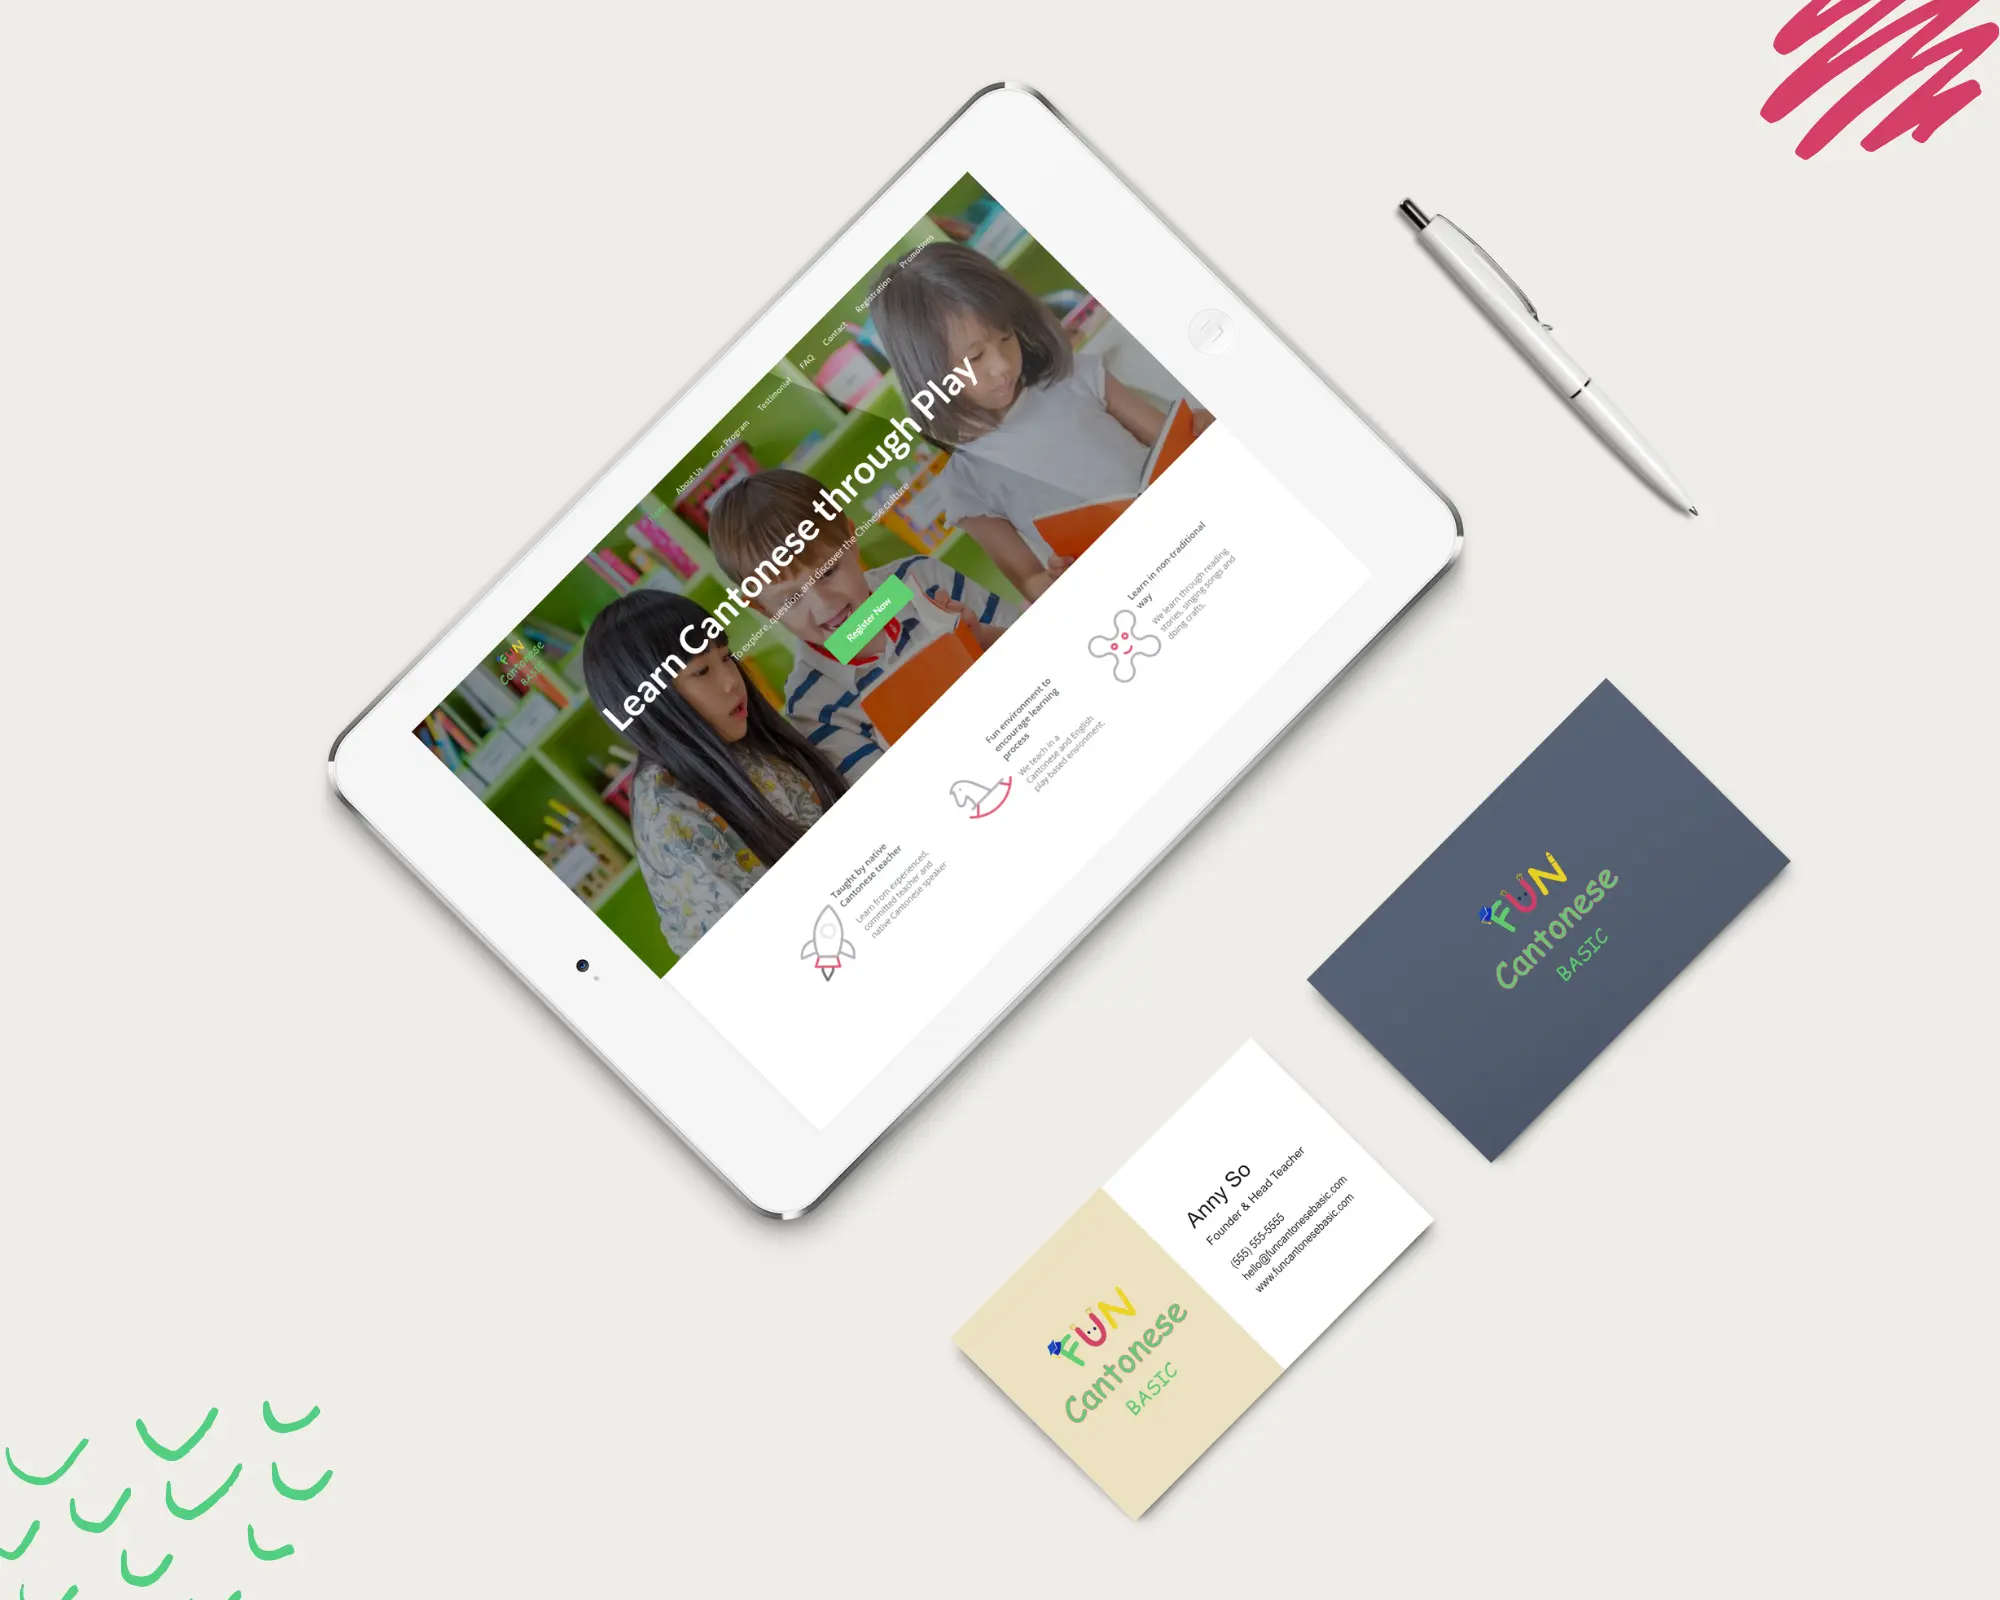 FUN
Cantonese
BASIC
Home
About Us
Our Program
Testimonial
FAQ
Contact
Registration
Promotions
Learn Cantonese through Play
To explore, question, and discover the Chinese culture
Register Now
Taught by native
Cantonese teacher
Learn from experienced,
committed teacher and
native Cantonese speaker
Fun environment to
encourage learning
process
We teach in a
Cantonese and English
play based envionment.
Learn in non-traditional
way
We learn through reading
stories, singing songs and
doing crafts.
FUN
Cantonese
BASIC
FUN
Cantonese
BASIC
Anny So
Founder & Head Teacher
(555) 555-5555
hello@funcantonesebasic.com
www.funcantonesebasic.com